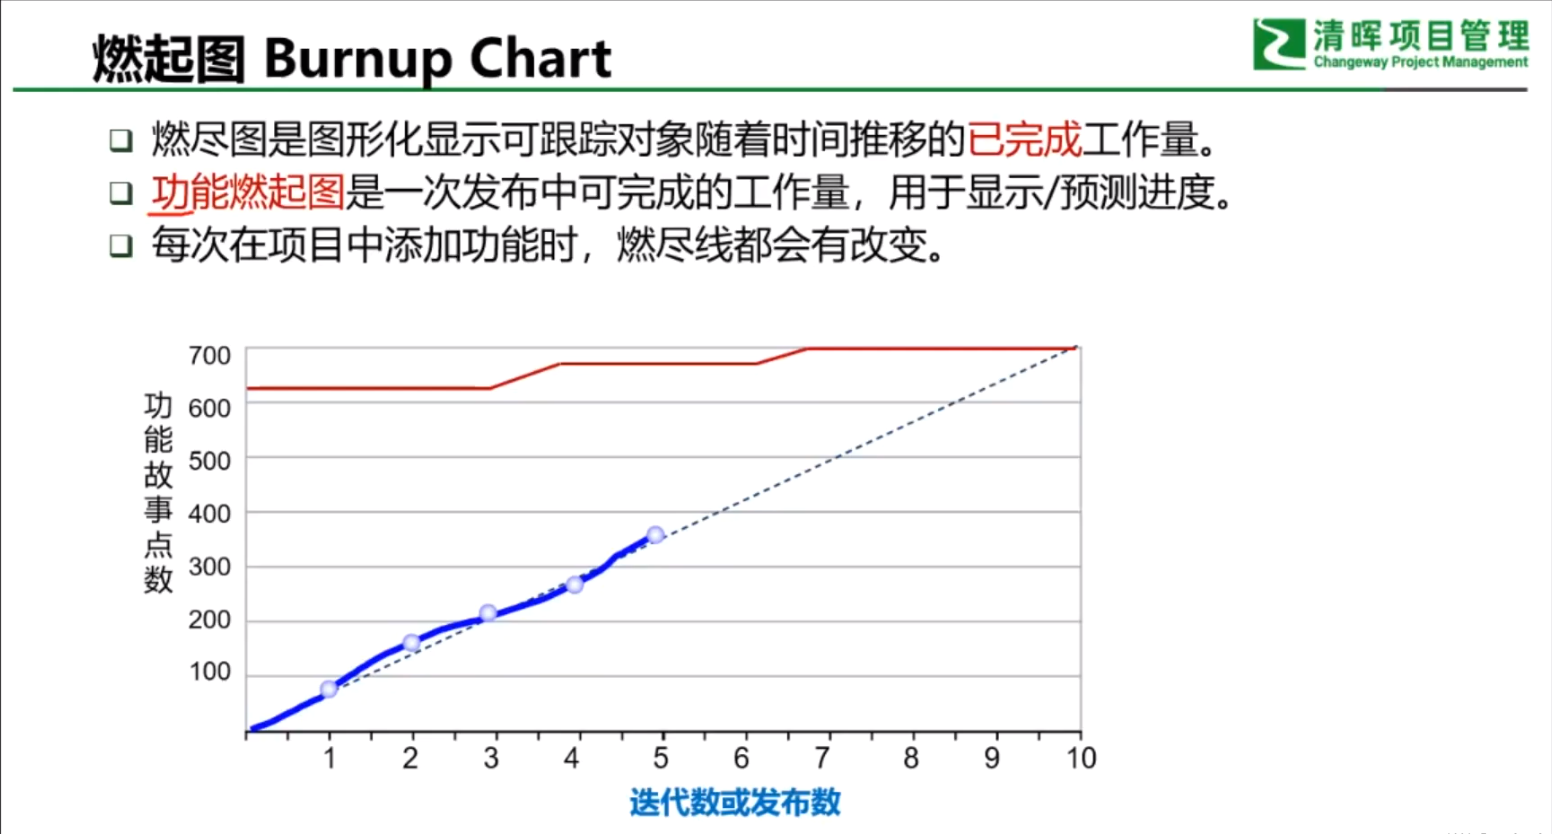 燃起图 Burnup Chart
清晖项目管理
Changeway Project Management
燃尽图是图形化显示可跟踪对象随着时间推移的已完成工作量。
功能燃起图是一次发布中可完成的工作量，用于显示/预测进度。
每次在项目中添加功能时，燃尽线都会有改变。
功能故事点数
700
600
500
400
300
200
100
1 2 3 4 5 6 7 8 9 10
迭代数或发布数